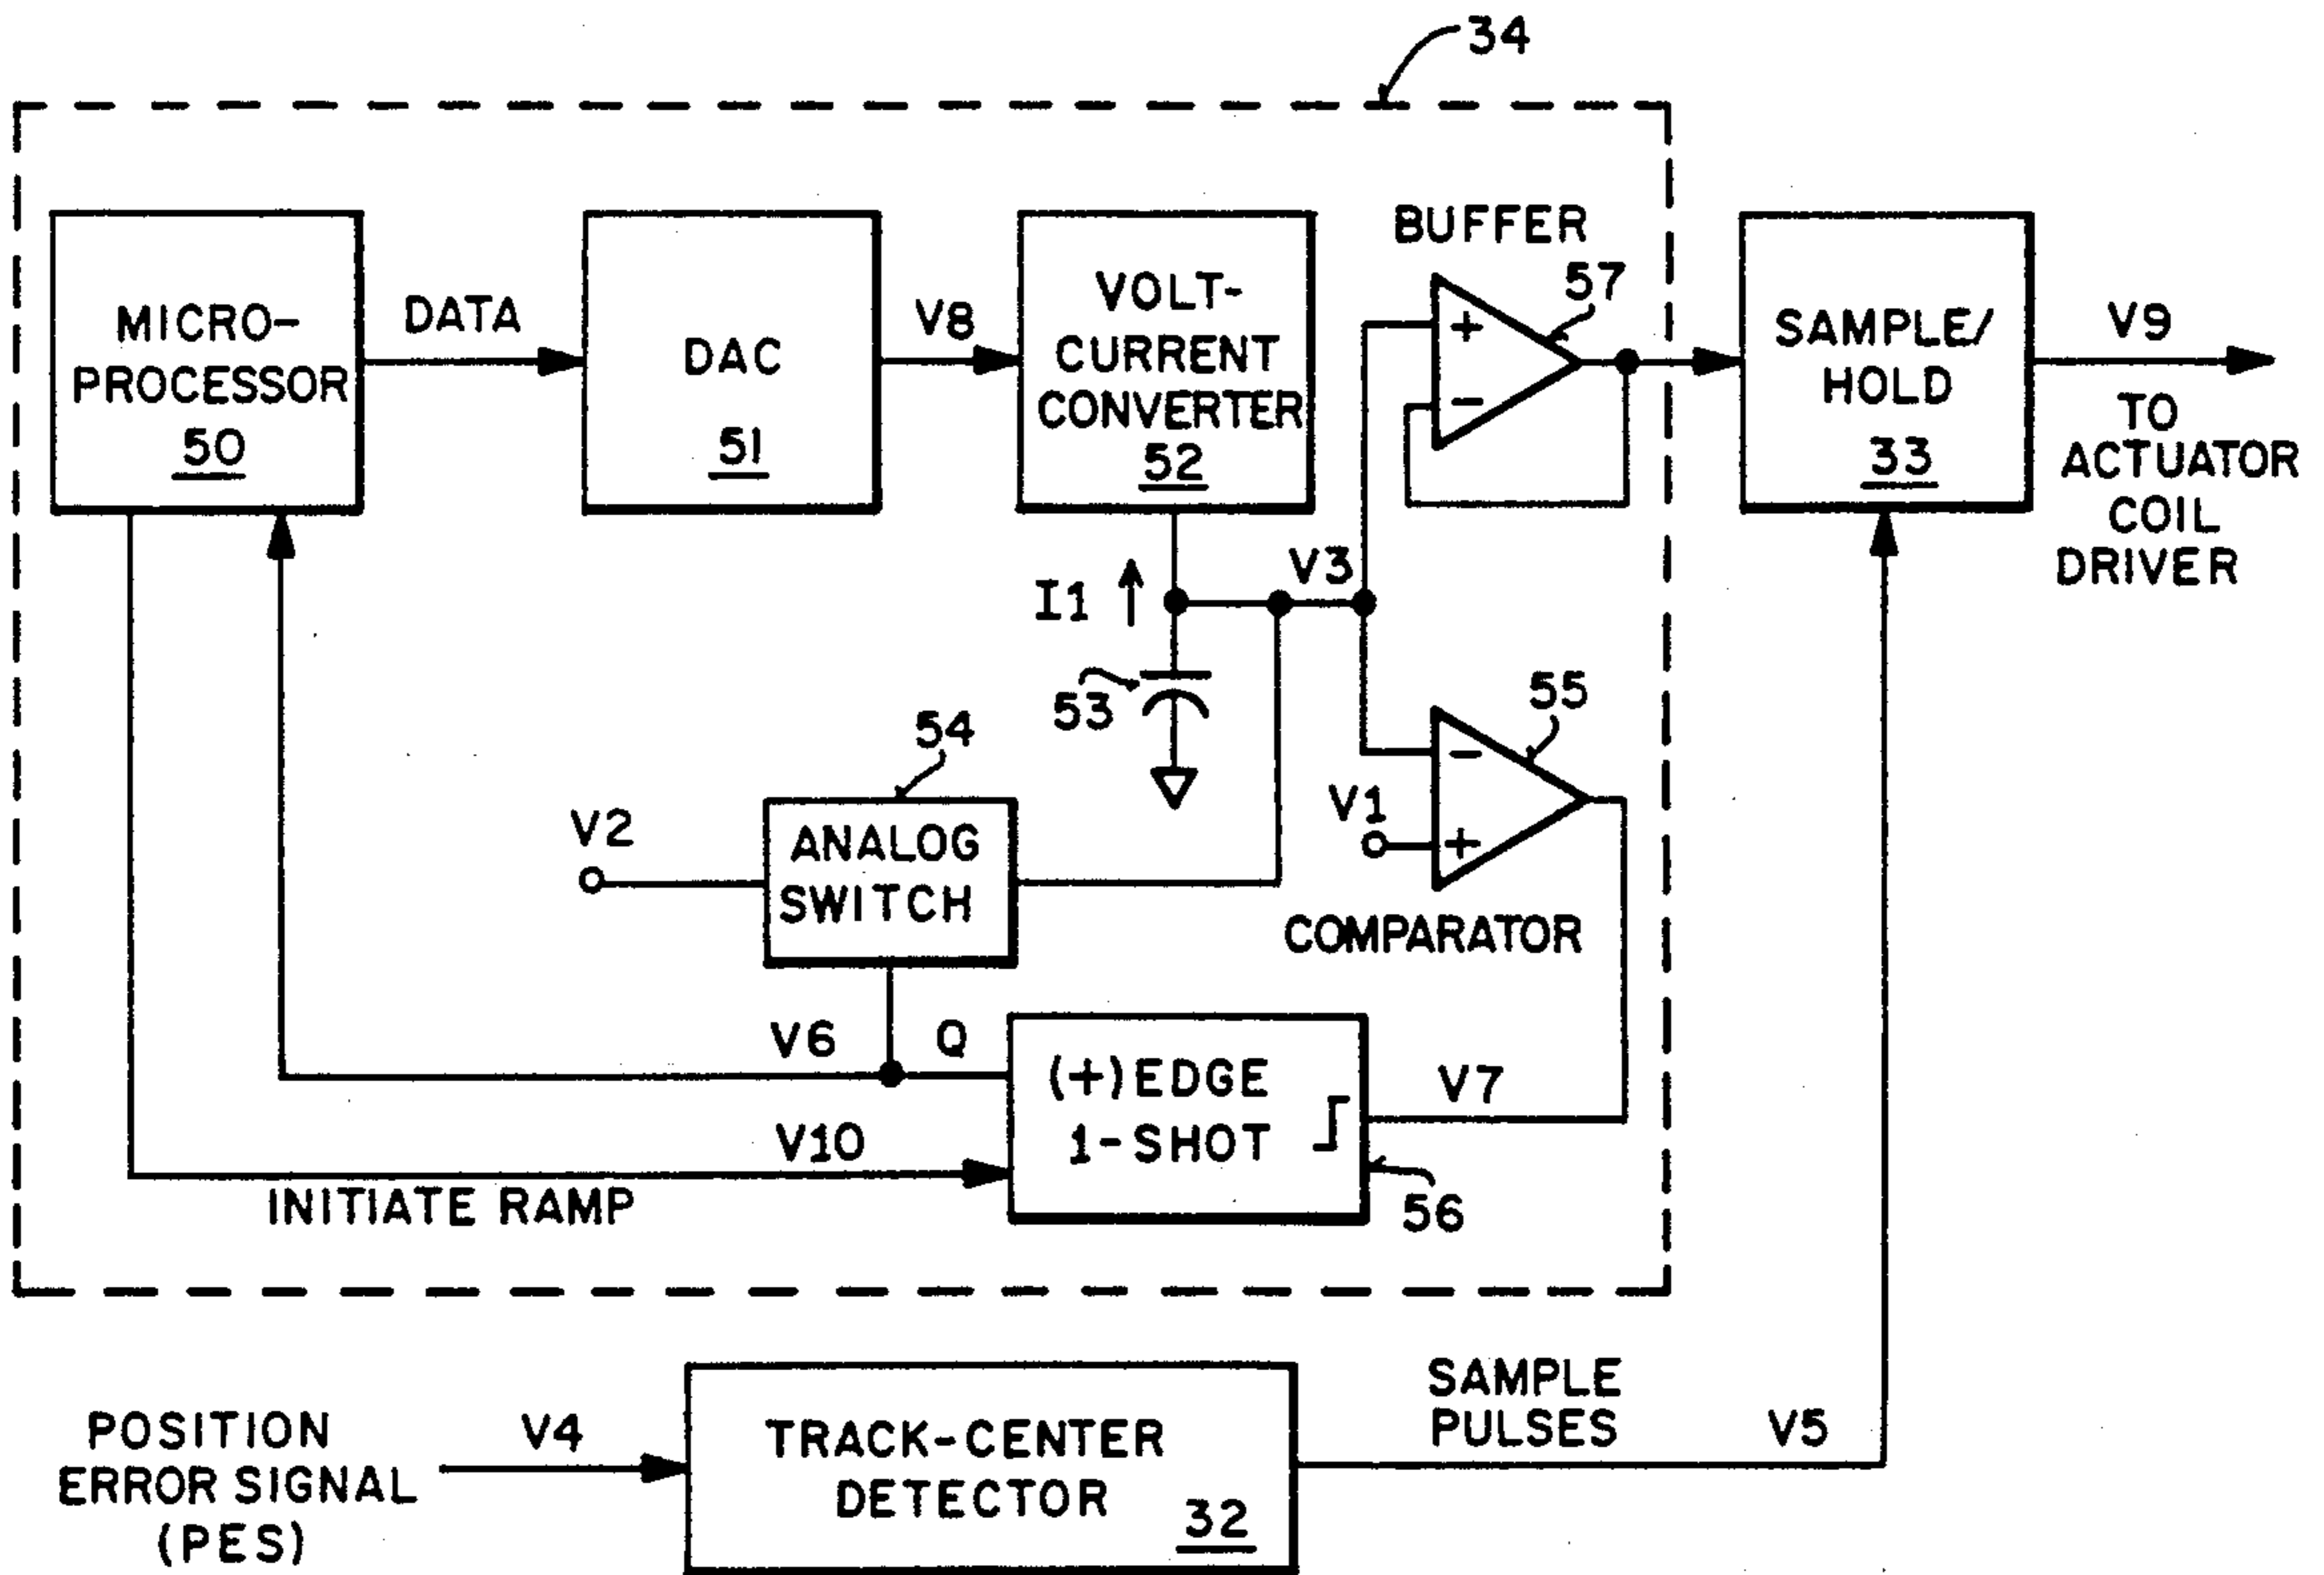 34
MICRO-
PROCESSOR
50
DATA
DAC
51
V8
VOLT-
CURRENT
CONVERTER
52
BUFFER
57
+
−
SAMPLE/
HOLD
33
V9
TO
ACTUATOR
COIL
DRIVER
I1
V3
53
54
V2
ANALOG
SWITCH
55
−
V1
+
COMPARATOR
V6
Q
(+)EDGE
1-SHOT
V7
56
V10
INITIATE RAMP
POSITION
ERROR SIGNAL
(PES)
V4
TRACK-CENTER
DETECTOR
32
SAMPLE
PULSES
V5